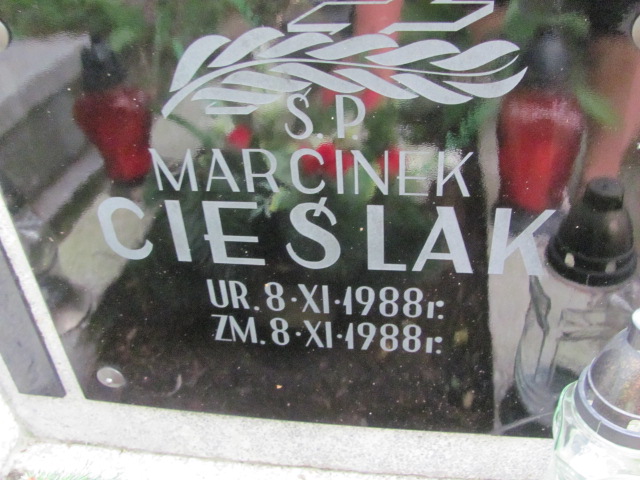 Ś.P.
MARCINEK
CIEŚLAK
UR. 8·XI·1988r.
ZM. 8·XI·1988r.